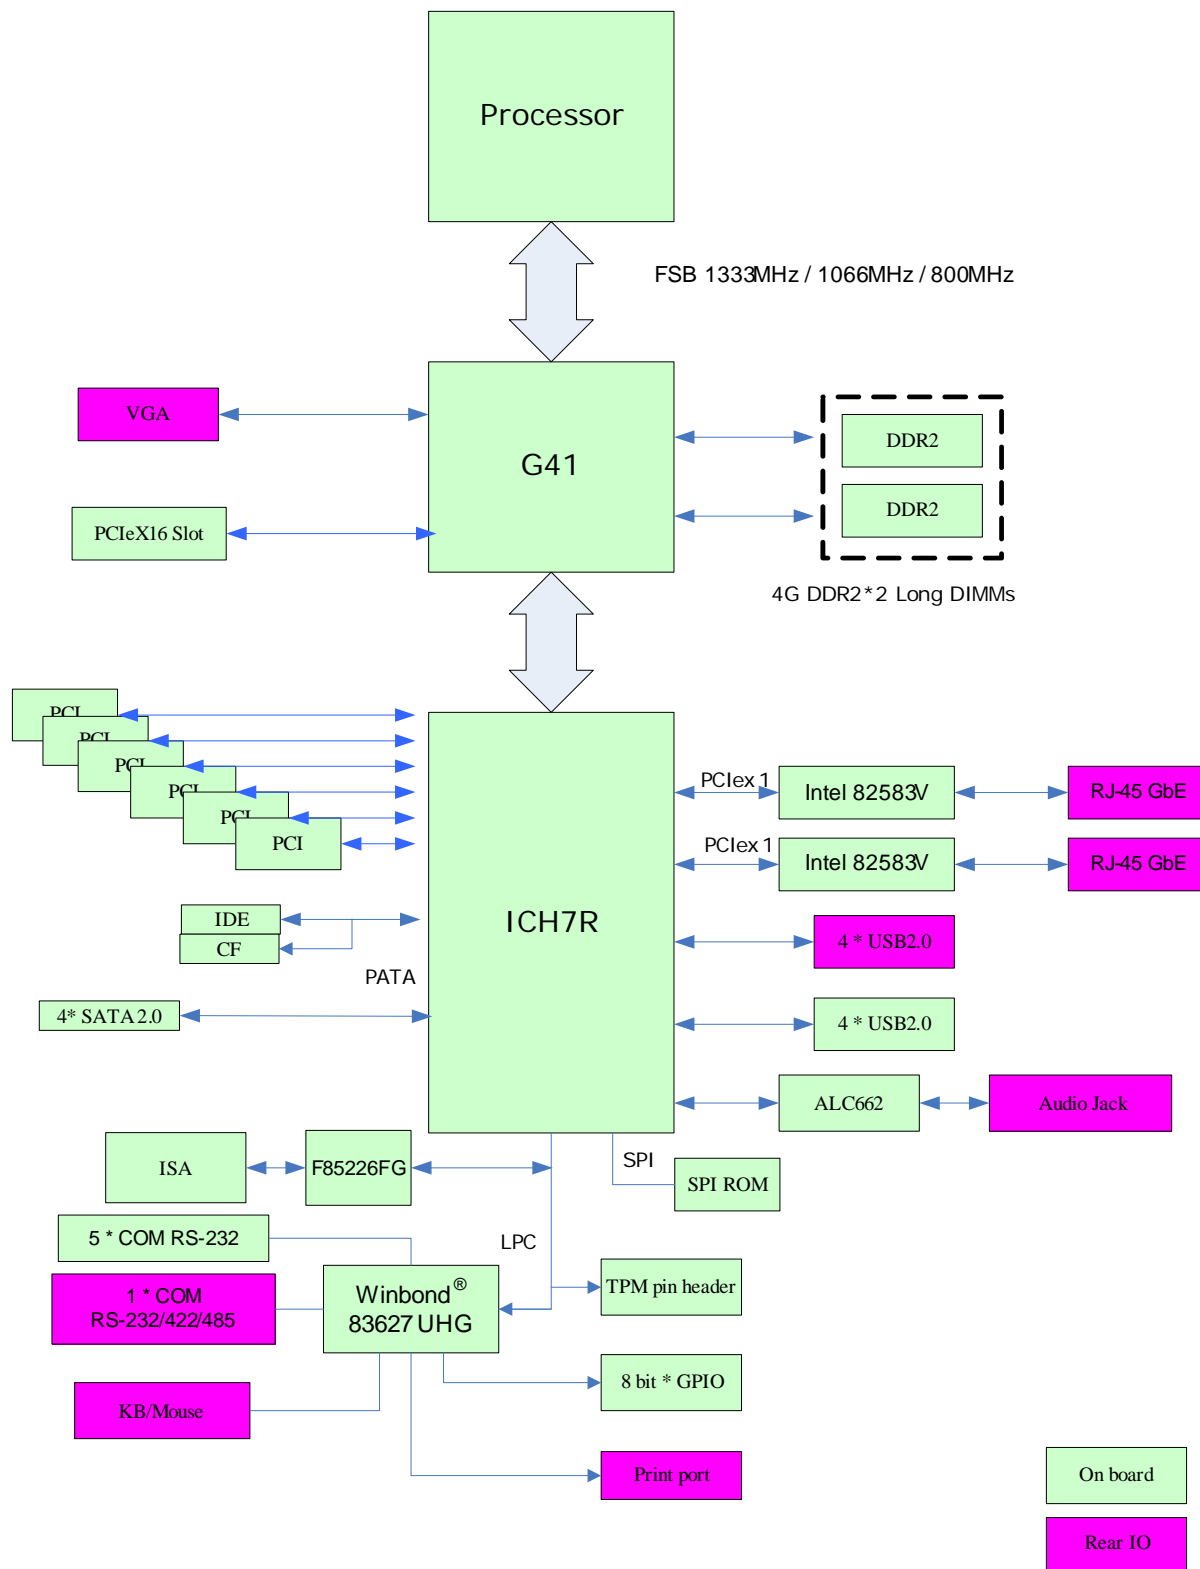 Processor
FSB 1333MHz / 1066MHz / 800MHz
VGA
G41
DDR2
DDR2
PCIeX16 Slot
4G DDR2*2 Long DIMMs
PCI
PCI
PCI
PCI
PCI
PCI
PCIex 1
Intel 82583V
RJ-45 GbE
PCIex 1
Intel 82583V
RJ-45 GbE
ICH7R
IDE
CF
PATA
4 * USB2.0
4* SATA 2.0
4 * USB2.0
ALC662
Audio Jack
ISA
F85226FG
SPI
SPI ROM
5 * COM RS-232
LPC
1 * COM
RS-232/422/485
Winbond®
83627 UHG
TPM pin header
KB/Mouse
8 bit * GPIO
Print port
On board
Rear IO